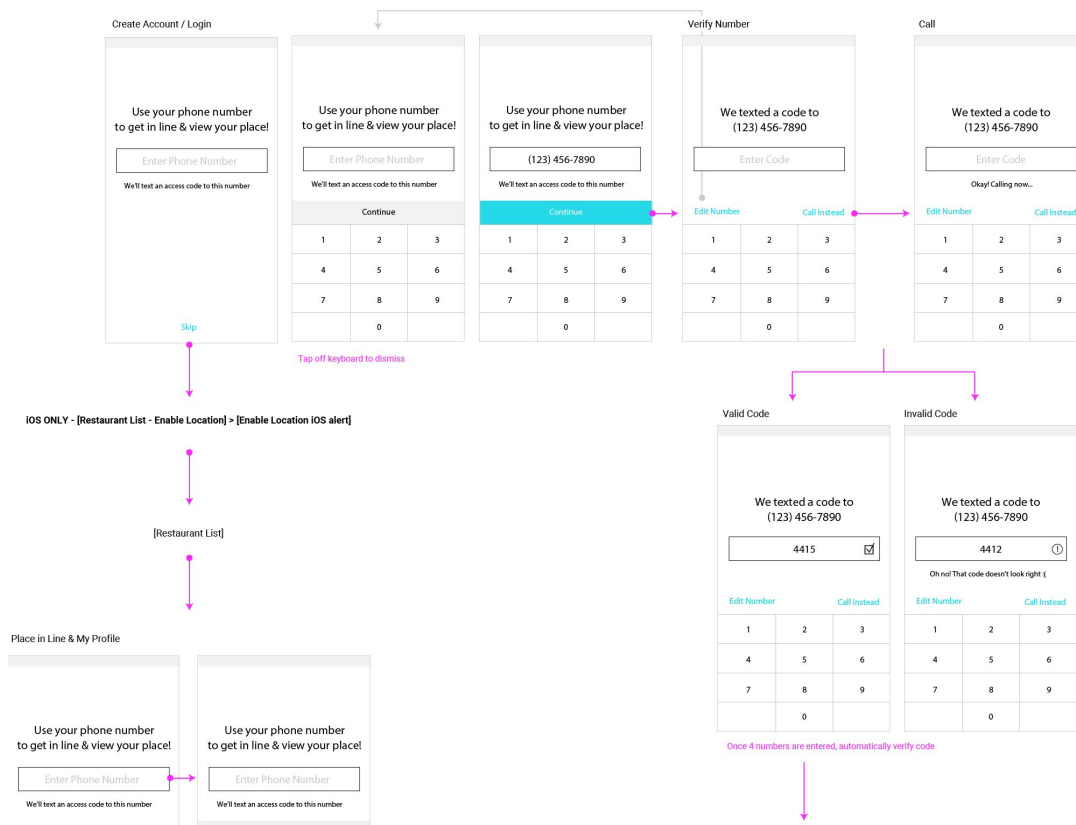 Create Account / Login
Use your phone number
to get in line & view your place!
Enter Phone Number
We'll text an access code to this number
Skip
Use your phone number
to get in line & view your place!
Enter Phone Number
We'll text an access code to this number
Continue
1 2 3
4 5 6
7 8 9
0
Tap off keyboard to dismiss
Use your phone number
to get in line & view your place!
(123) 456-7890
We'll text an access code to this number
Continue
1 2 3
4 5 6
7 8 9
0
Verify Number
We texted a code to
(123) 456-7890
Enter Code
Edit Number Call Instead
1 2 3
4 5 6
7 8 9
0
Call
We texted a code to
(123) 456-7890
Enter Code
Okay! Calling now...
Edit Number Call Instead
1 2 3
4 5 6
7 8 9
0
iOS ONLY - [Restaurant List - Enable Location] > [Enable Location iOS alert]
[Restaurant List]
Place in Line & My Profile
Use your phone number
to get in line & view your place!
Enter Phone Number
We'll text an access code to this number
Use your phone number
to get in line & view your place!
Enter Phone Number
We'll text an access code to this number
Valid Code
We texted a code to
(123) 456-7890
4415
Edit Number Call Instead
1 2 3
4 5 6
7 8 9
0
Invalid Code
We texted a code to
(123) 456-7890
4412
Oh no! That code doesn't look right :(
Edit Number Call Instead
1 2 3
4 5 6
7 8 9
0
Once 4 numbers are entered, automatically verify code